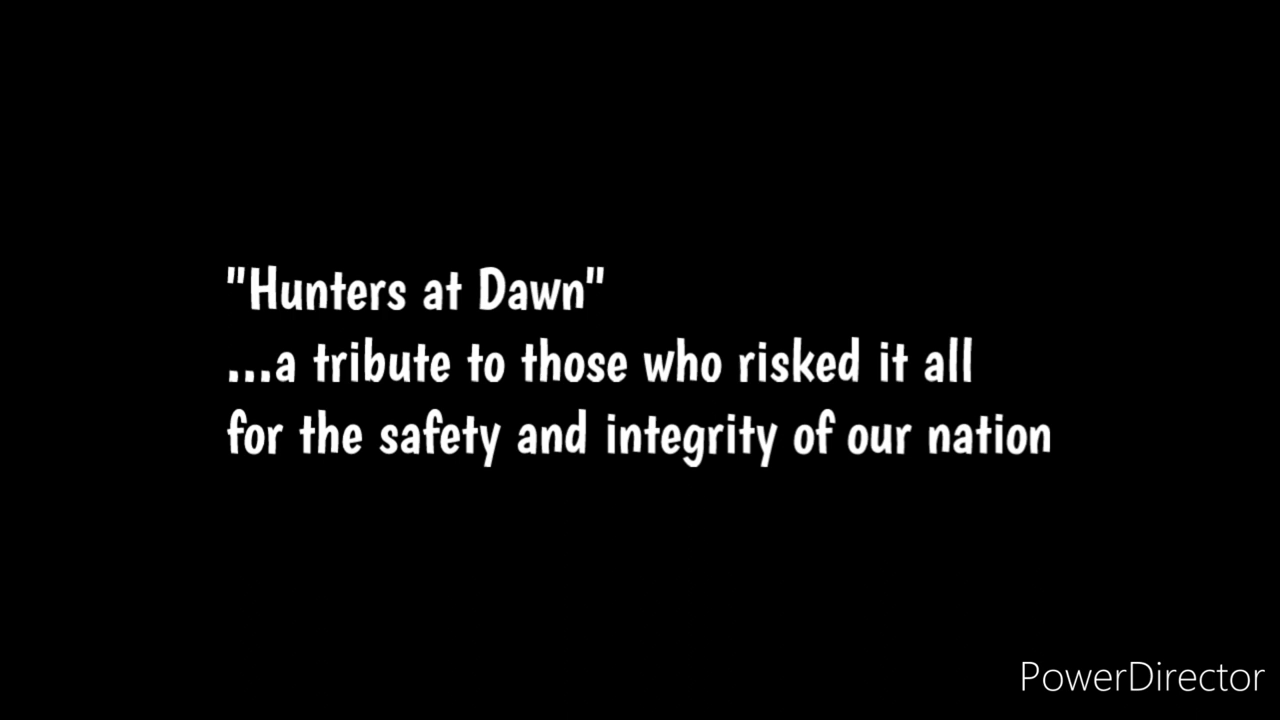 "Hunters at Dawn"
...a tribute to those who risked it all
for the safety and integrity of our nation
PowerDirector